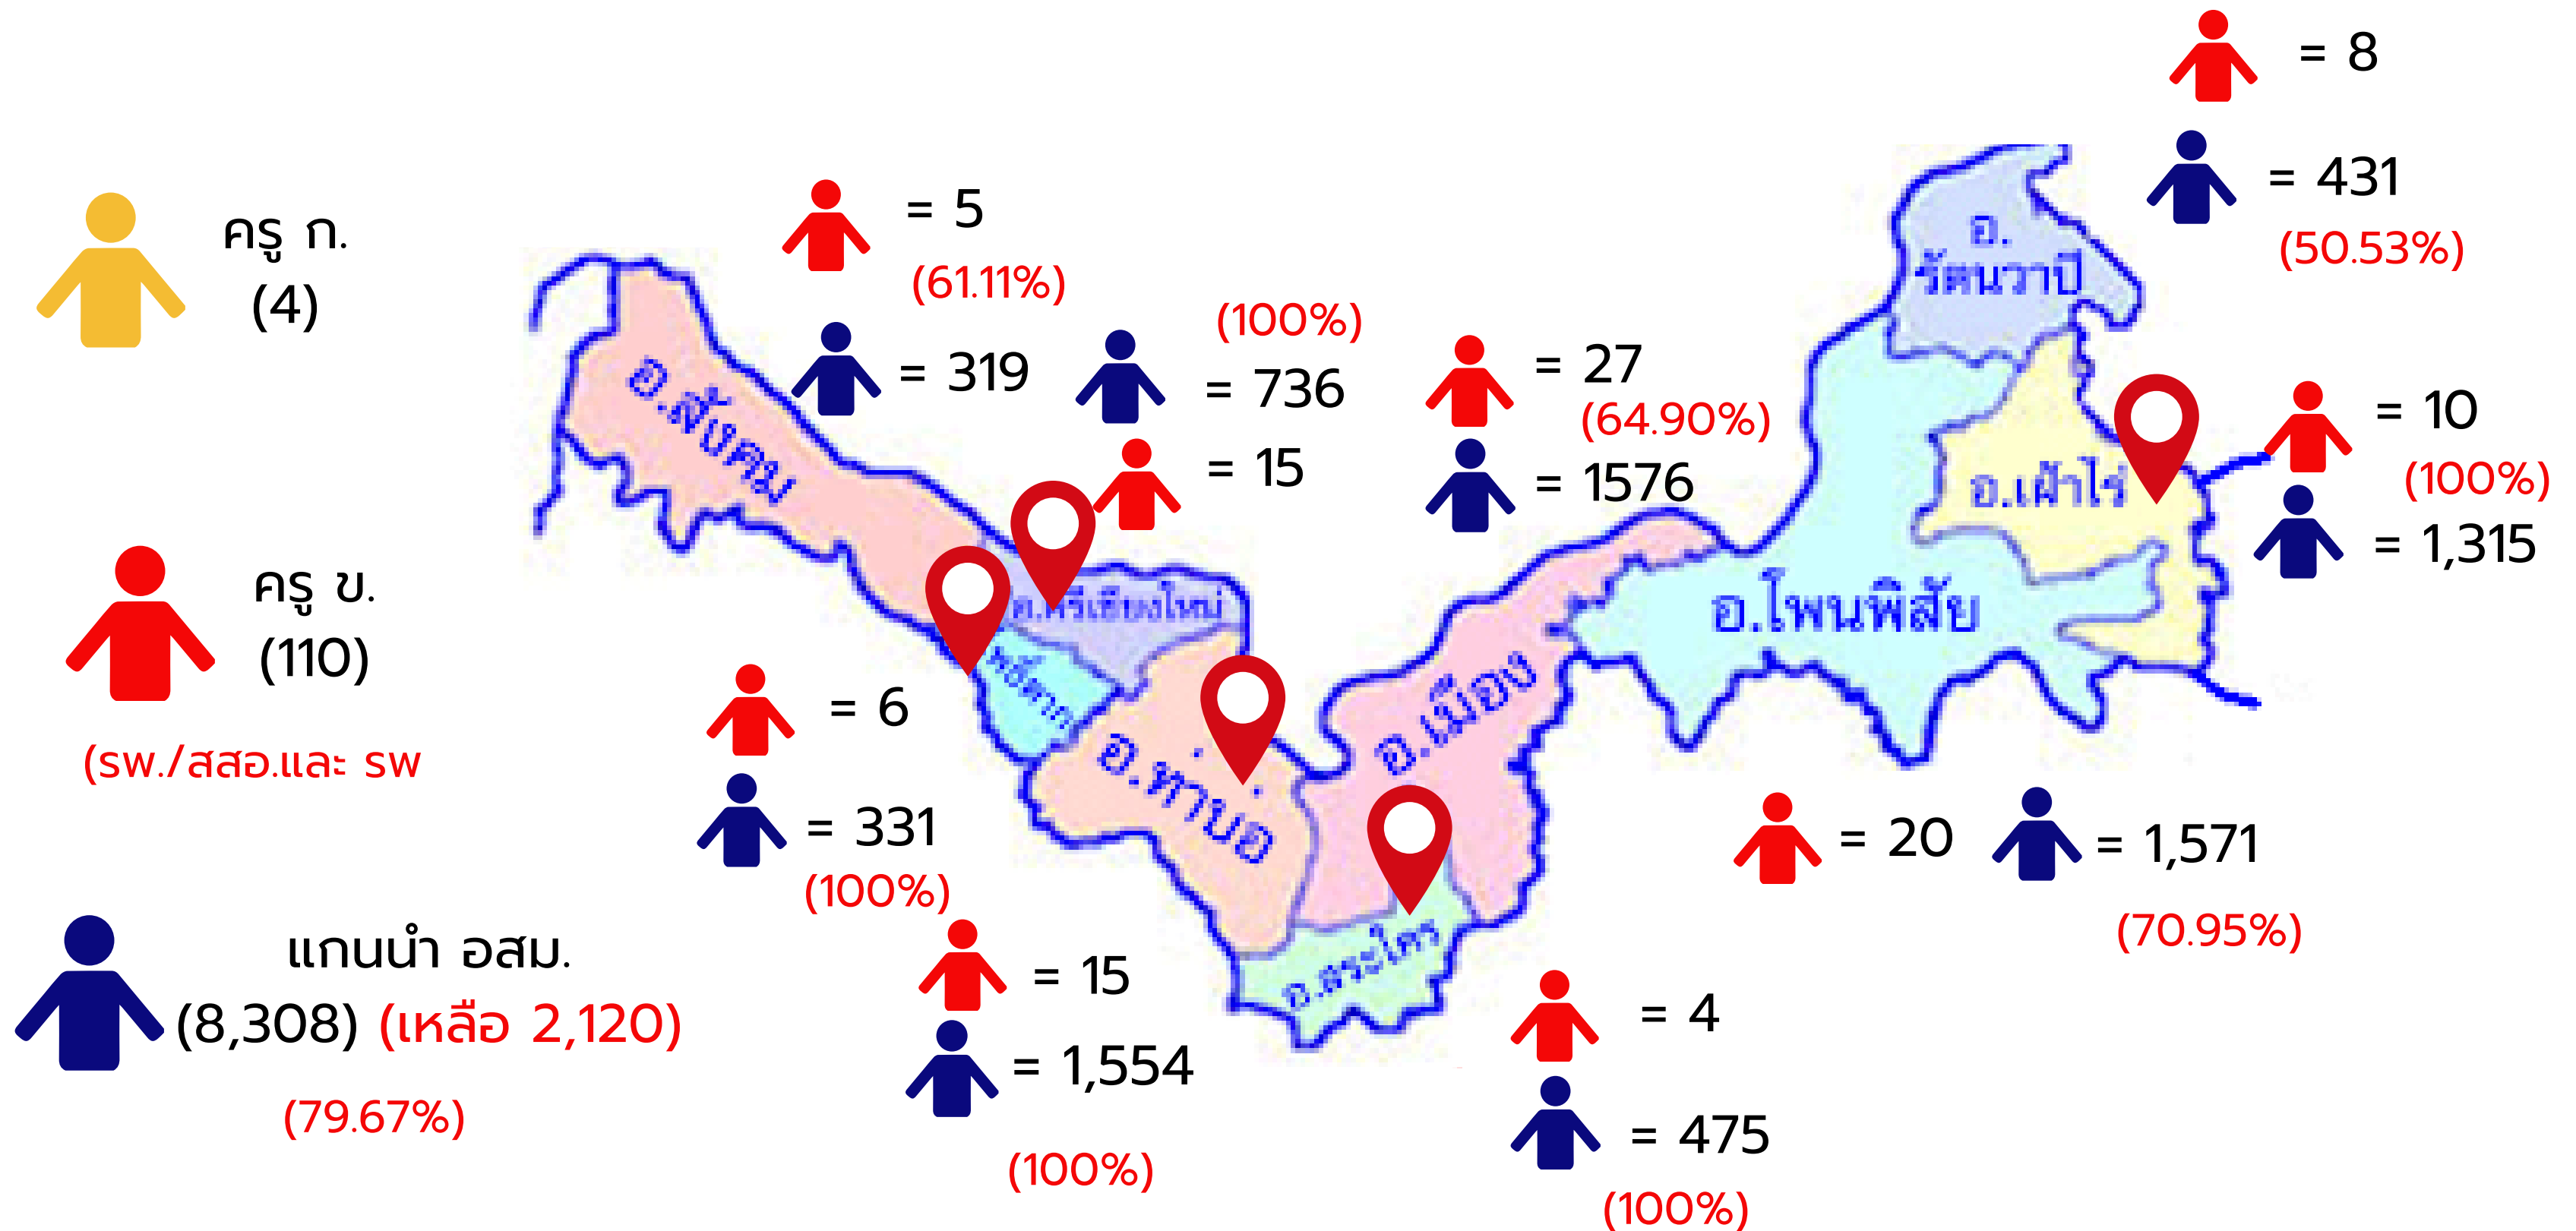 ครู ก.
(4)
ครู ข.
(110)
(รพ./สสอ.และ รพ
แกนนำ อสม.
(8,308) (เหลือ 2,120)
(79.67%)
= 5
(61.11%)
= 319
(100%)
= 736
= 15
= 27
(64.90%)
= 1576
= 8
= 431
(50.53%)
= 10
(100%)
= 1,315
= 6
= 331
(100%)
= 15
= 1,554
(100%)
= 4
= 475
(100%)
= 20
= 1,571
(70.95%)
อ.สังคม
อ.ศรีเชียงใหม่
อ.ท่าบ่อ
อ.เมือง
อ.สระใคร
อ.โพนพิสัย
อ.เฝ้าไร่
อ.
รัตนวาปี